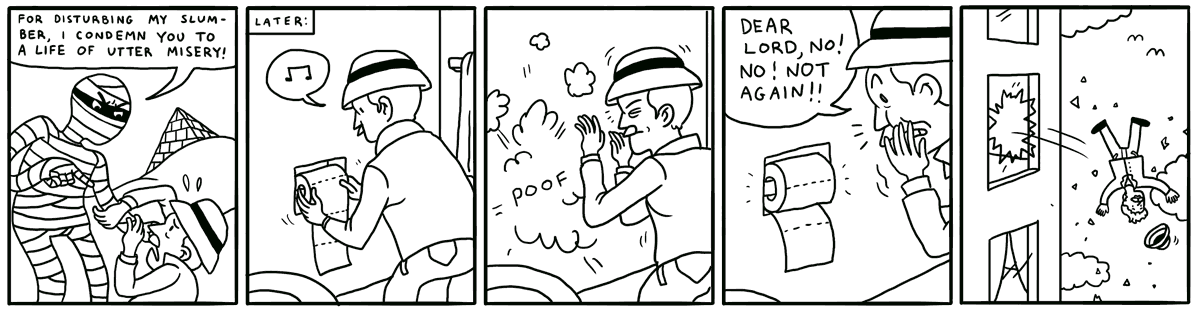 FOR DISTURBING MY SLUM-
BER, I CONDEMN YOU TO
A LIFE OF UTTER MISERY!
LATER:
POOF
DEAR
LORD, NO!
NO! NOT
AGAIN!!